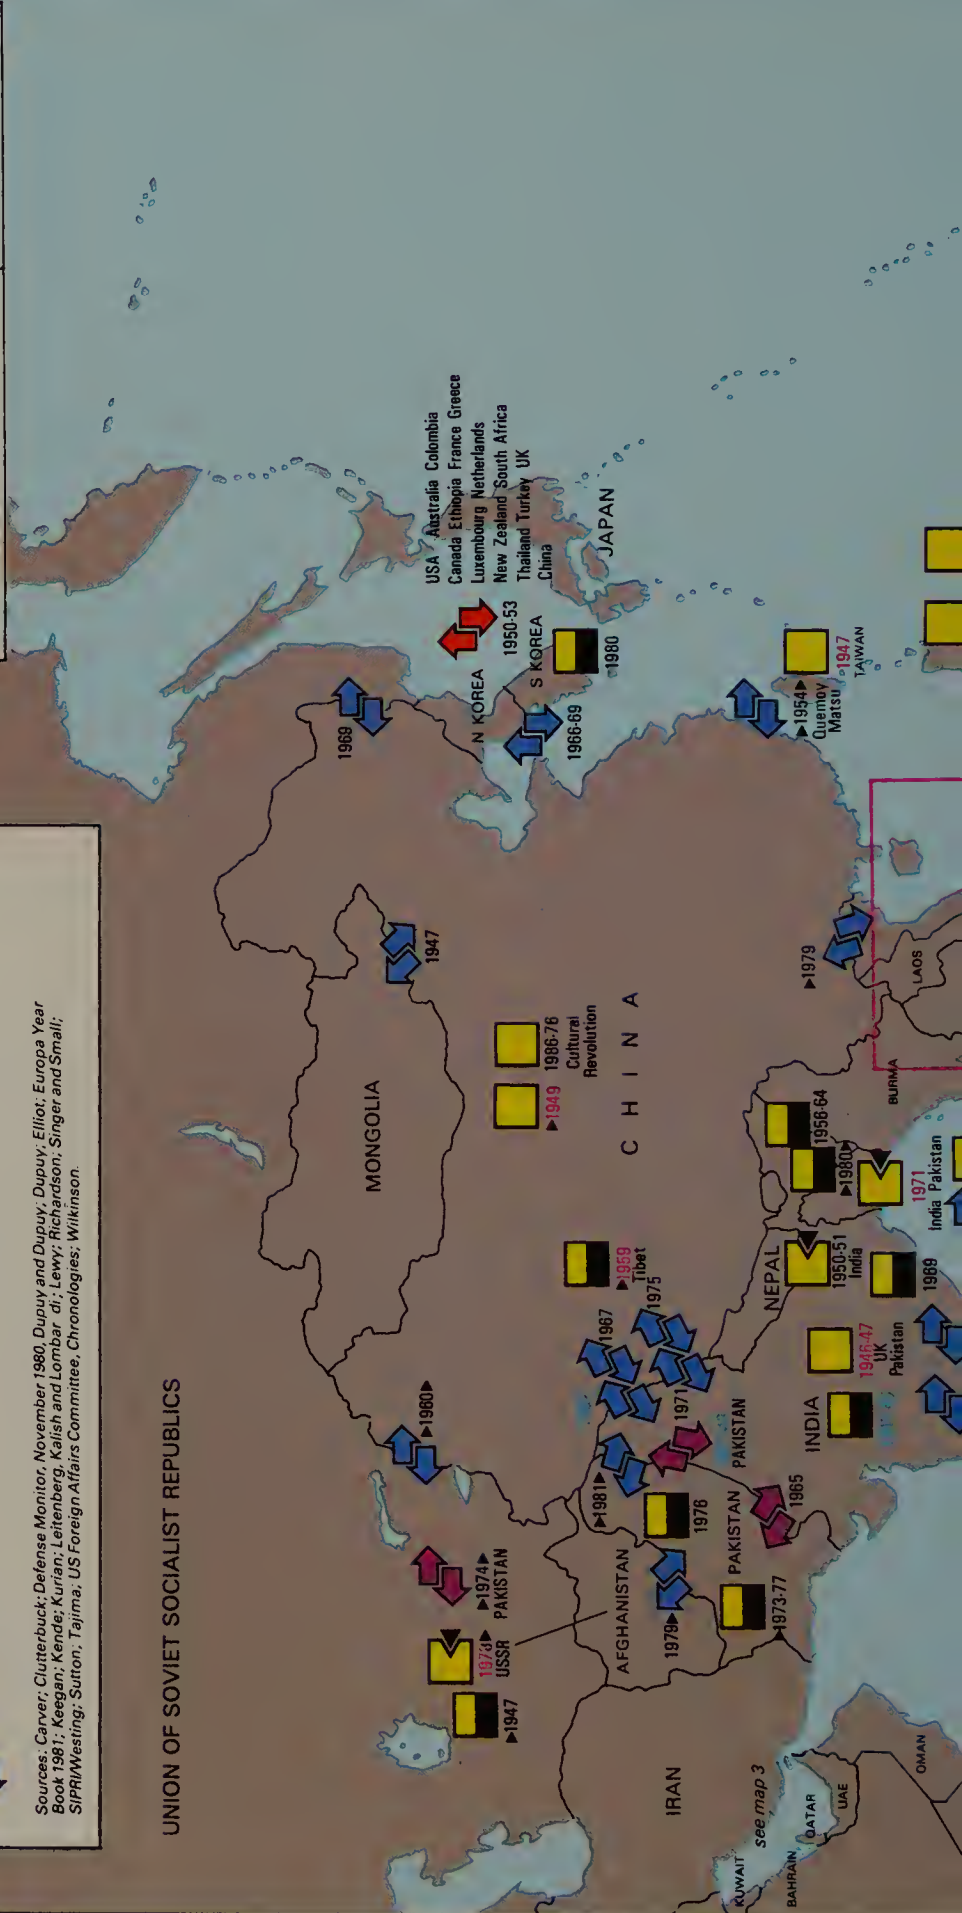 Sources: Carver; Clutterbuck; Defense Monitor, November 1980, Dupuy and Dupuy; Dupuy; Elliot; Europa Year
Book 1981; Keegan; Kende; Kurian; Leitenberg, Kalish and Lombar di; Lewy; Richardson; Singer and Small;
SIPRI/Westing; Sutton; Tajima; US Foreign Affairs Committee, Chronologies; Wilkinson.
UNION OF SOVIET SOCIALIST REPUBLICS
1969
USA Australia Colombia
Canada Ethiopia France Greece
Luxembourg Netherlands
New Zealand South Africa
Thailand Turkey UK
China
1950-53
N KOREA
S KOREA
1980
JAPAN
1966-69
1947
MONGOLIA
▶1960▶
▶1974▶
PAKISTAN
1978▶
USSR
▶1947
1986-76
Cultural
Revolution
▶1949
CHINA
▶1959
Tibet
1975
1967
1971
▶1981
1976
AFGHANISTAN
1979▶
PAKISTAN
PAKISTAN
1965
▶1973-77
IRAN
see map 3
KUWAIT
BAHRAIN
QATAR
UAE
OMAN
INDIA
1946-47
UK
Pakistan
NEPAL
1950-51
India
1969
1956-64
▶1980▶
1971
India Pakistan
BURMA
LAOS
▶1979
▶1954▶
Quemoy
Matsu
1947
TAIWAN